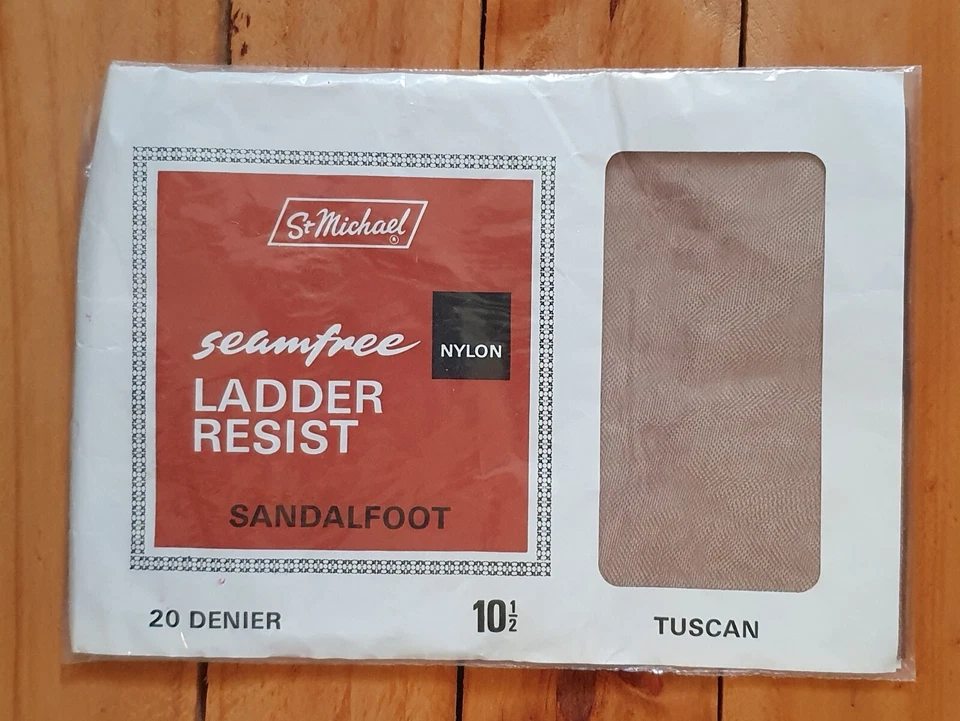 St Michael ®
seamfree
NYLON
LADDER
RESIST
SANDALFOOT
20 DENIER
10½
TUSCAN